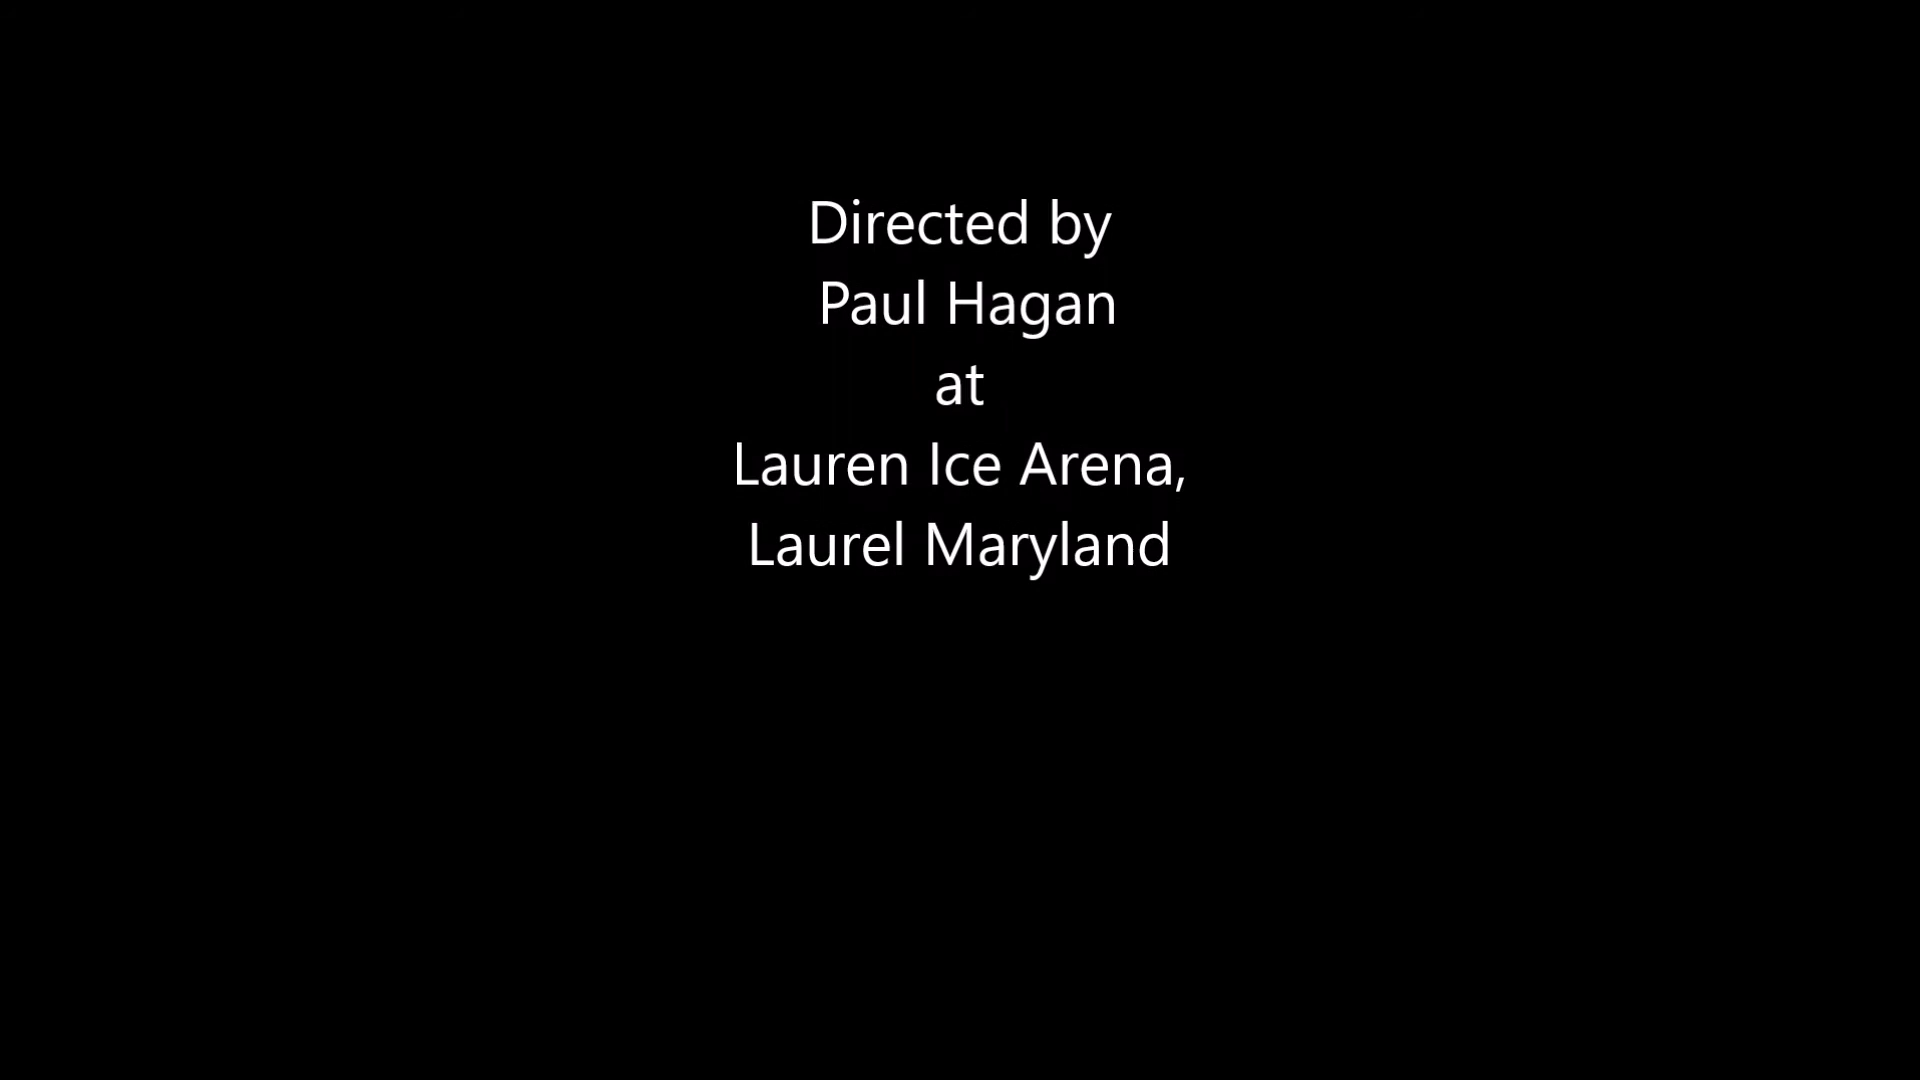 Directed by
Paul Hagan
at
Lauren Ice Arena,
Laurel Maryland